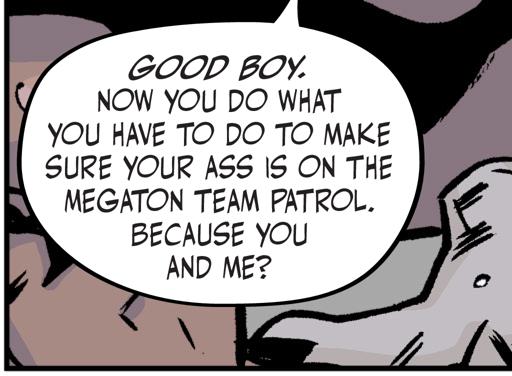 GOOD BOY.
NOW YOU DO WHAT
YOU HAVE TO DO TO MAKE
SURE YOUR ASS IS ON THE
MEGATON TEAM PATROL.
BECAUSE YOU
AND ME?